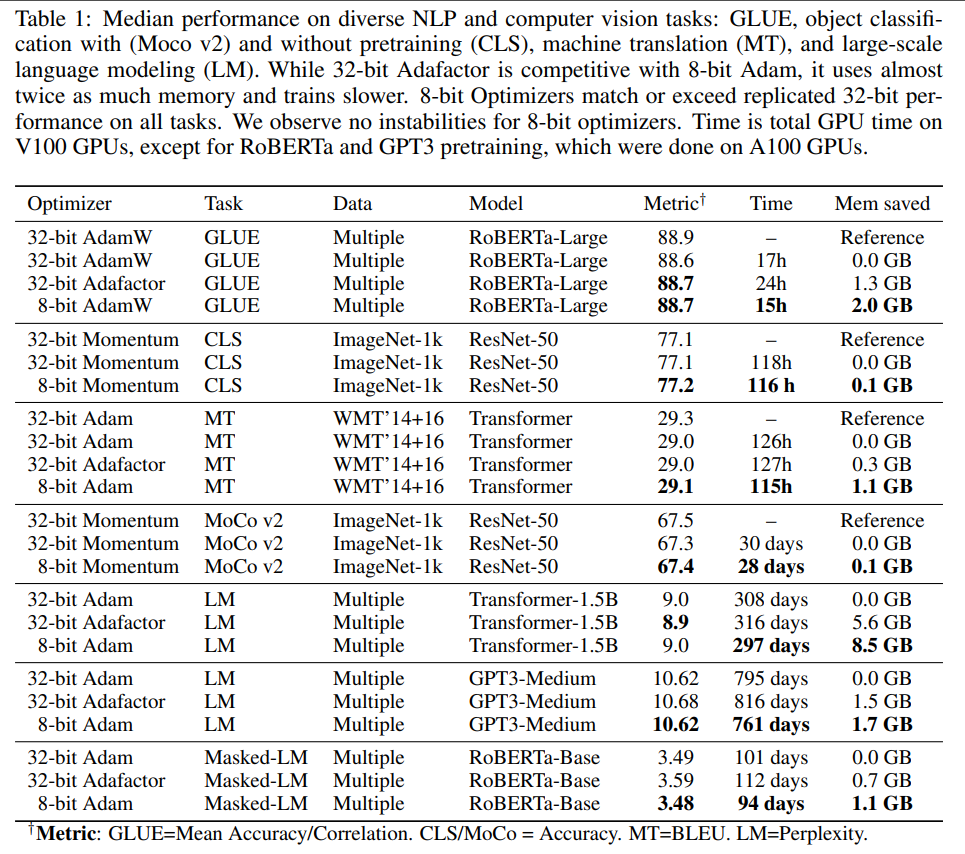 Table 1: Median performance on diverse NLP and computer vision tasks: GLUE, object classifi-
cation with (Moco v2) and without pretraining (CLS), machine translation (MT), and large-scale
language modeling (LM). While 32-bit Adafactor is competitive with 8-bit Adam, it uses almost
twice as much memory and trains slower. 8-bit Optimizers match or exceed replicated 32-bit per-
formance on all tasks. We observe no instabilities for 8-bit optimizers. Time is total GPU time on
V100 GPUs, except for RoBERTa and GPT3 pretraining, which were done on A100 GPUs.
Optimizer Task Data Model Metric† Time Mem saved
32-bit AdamW GLUE Multiple RoBERTa-Large 88.9 – Reference
32-bit AdamW GLUE Multiple RoBERTa-Large 88.6 17h 0.0 GB
32-bit Adafactor GLUE Multiple RoBERTa-Large 88.7 24h 1.3 GB
8-bit AdamW GLUE Multiple RoBERTa-Large 88.7 15h 2.0 GB
32-bit Momentum CLS ImageNet-1k ResNet-50 77.1 – Reference
32-bit Momentum CLS ImageNet-1k ResNet-50 77.1 118h 0.0 GB
8-bit Momentum CLS ImageNet-1k ResNet-50 77.2 116 h 0.1 GB
32-bit Adam MT WMT’14+16 Transformer 29.3 – Reference
32-bit Adam MT WMT’14+16 Transformer 29.0 126h 0.0 GB
32-bit Adafactor MT WMT’14+16 Transformer 29.0 127h 0.3 GB
8-bit Adam MT WMT’14+16 Transformer 29.1 115h 1.1 GB
32-bit Momentum MoCo v2 ImageNet-1k ResNet-50 67.5 – Reference
32-bit Momentum MoCo v2 ImageNet-1k ResNet-50 67.3 30 days 0.0 GB
8-bit Momentum MoCo v2 ImageNet-1k ResNet-50 67.4 28 days 0.1 GB
32-bit Adam LM Multiple Transformer-1.5B 9.0 308 days 0.0 GB
32-bit Adafactor LM Multiple Transformer-1.5B 8.9 316 days 5.6 GB
8-bit Adam LM Multiple Transformer-1.5B 9.0 297 days 8.5 GB
32-bit Adam LM Multiple GPT3-Medium 10.62 795 days 0.0 GB
32-bit Adafactor LM Multiple GPT3-Medium 10.68 816 days 1.5 GB
8-bit Adam LM Multiple GPT3-Medium 10.62 761 days 1.7 GB
32-bit Adam Masked-LM Multiple RoBERTa-Base 3.49 101 days 0.0 GB
32-bit Adafactor Masked-LM Multiple RoBERTa-Base 3.59 112 days 0.7 GB
8-bit Adam Masked-LM Multiple RoBERTa-Base 3.48 94 days 1.1 GB
†Metric: GLUE=Mean Accuracy/Correlation. CLS/MoCo = Accuracy. MT=BLEU. LM=Perplexity.